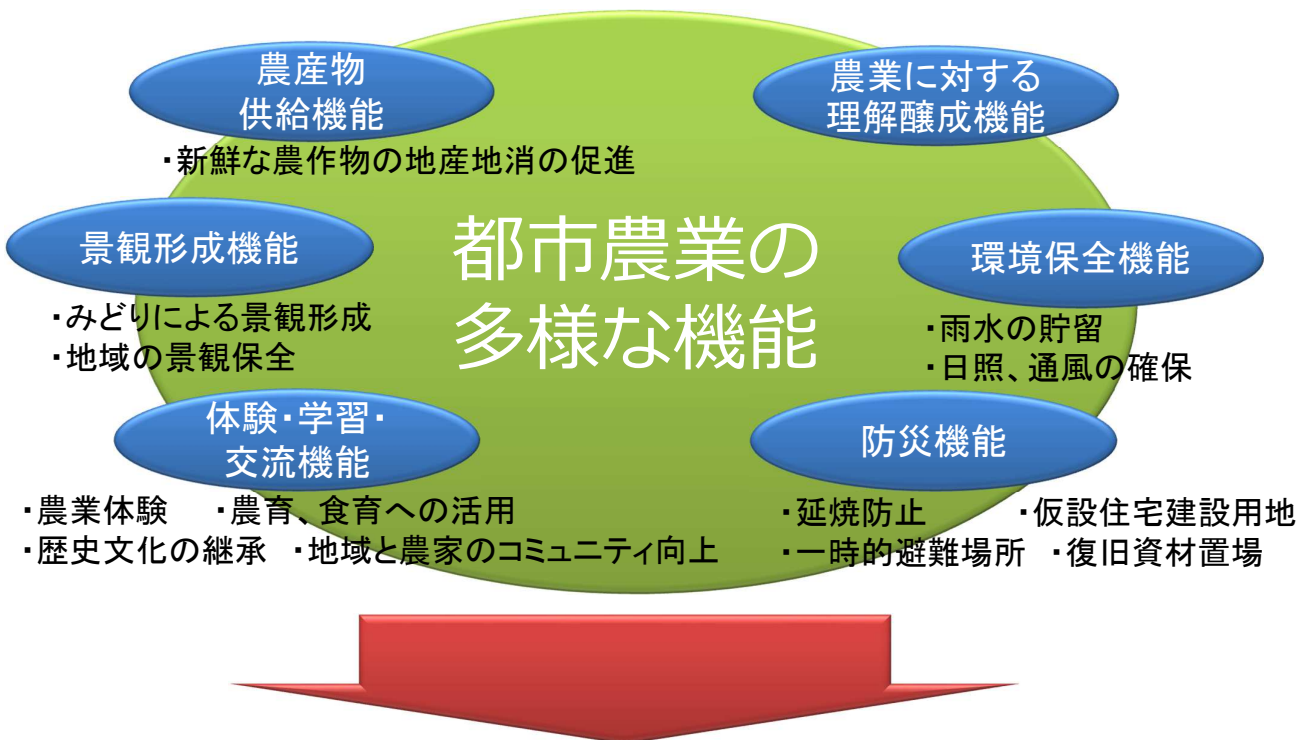 農産物
供給機能
・新鮮な農作物の地産地消の促進
農業に対する
理解醸成機能
都市農業の
多様な機能
景観形成機能
・みどりによる景観形成
・地域の景観保全
環境保全機能
・雨水の貯留
・日照、通風の確保
体験・学習・
交流機能
・農業体験　・農育、食育への活用
・歴史文化の継承　・地域と農家のコミュニティ向上
防災機能
・延焼防止　・仮設住宅建設用地
・一時的避難場所　・復旧資材置場